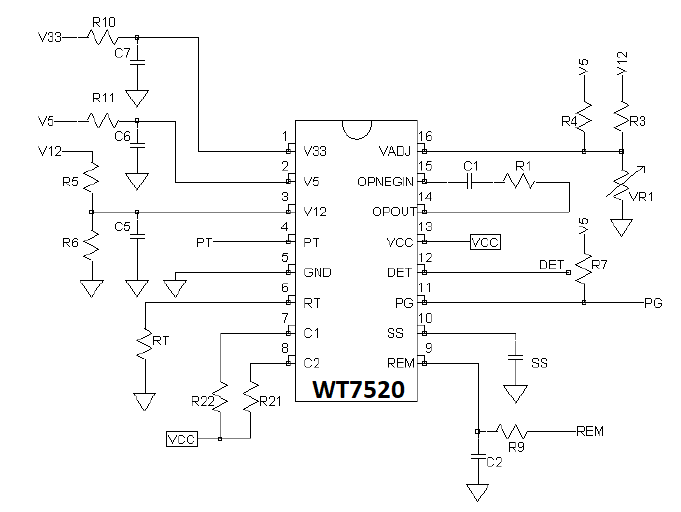 R10
V33
C7
R11
V5
C6
V12
R5
R6
C5
PT
RT
R22
R21
VCC
1
V33
2
V5
3
V12
4
PT
5
GND
6
RT
7
C1
8
C2
WT7520
16
VADJ
15
OPNEGIN
14
OPOUT
13
VCC
12
DET
11
PG
10
SS
9
REM
V5
V12
R4
R3
C1
R1
VR1
VCC
V5
DET
R7
PG
SS
REM
R9
C2